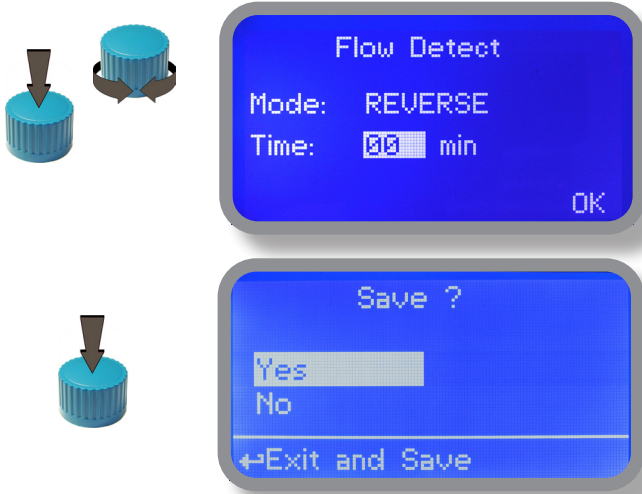 Flow Detect
Mode: REVERSE
Time: 00 min
OK
Save ?
Yes
No
↵Exit and Save